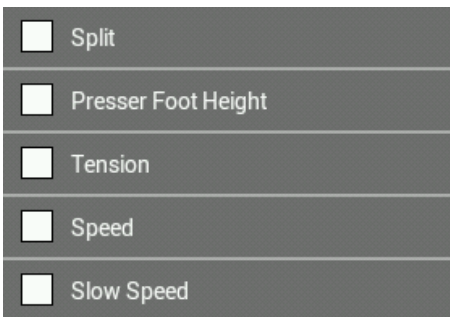 Split
Presser Foot Height
Tension
Speed
Slow Speed